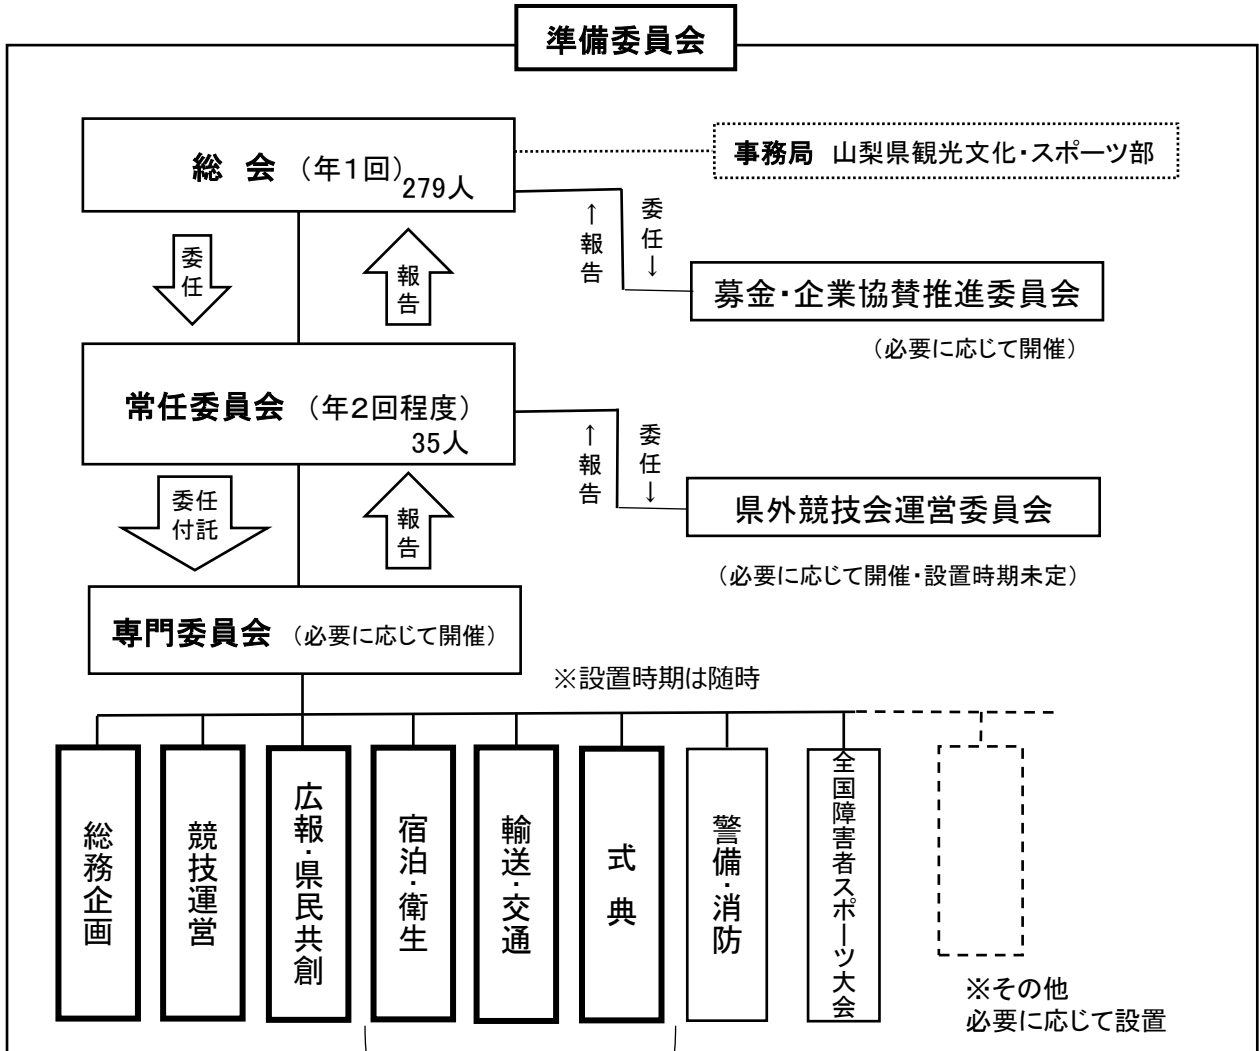 準備委員会
総　会（年1回）
279人
事務局　山梨県観光文化・スポーツ部
委任
報告
↑報告
委任↓
募金・企業協賛推進委員会
（必要に応じて開催）
常任委員会（年2回程度）
35人
↑報告
委任↓
県外競技会運営委員会
（必要に応じて開催・設置時期未定）
委任
付託
報告
専門委員会（必要に応じて開催）
※設置時期は随時
総務企画
競技運営
広報・県民共創
宿泊・衛生
輸送・交通
式典
警備・消防
全国障害者スポーツ大会
※その他
必要に応じて設置